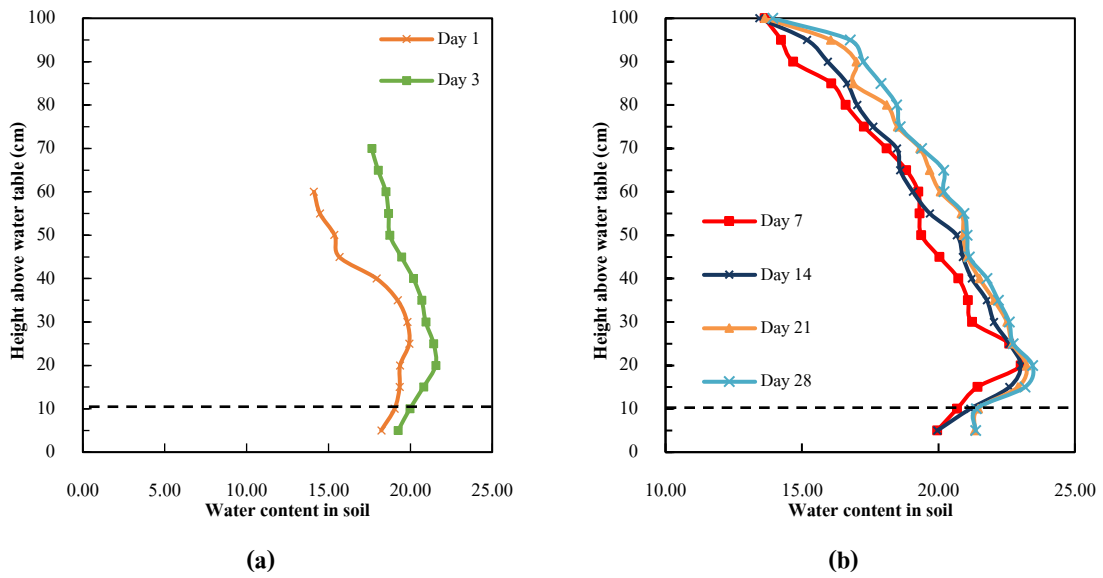 100
90
80
70
60
50
40
30
20
10
0
Height above water table (cm)
Day 1
Day 3
0.00 5.00 10.00 15.00 20.00 25.00
Water content in soil
(a)
100
90
80
70
60
50
40
30
20
10
0
Height above water table (cm)
Day 7
Day 14
Day 21
Day 28
10.00 15.00 20.00 25.00
Water content in soil
(b)